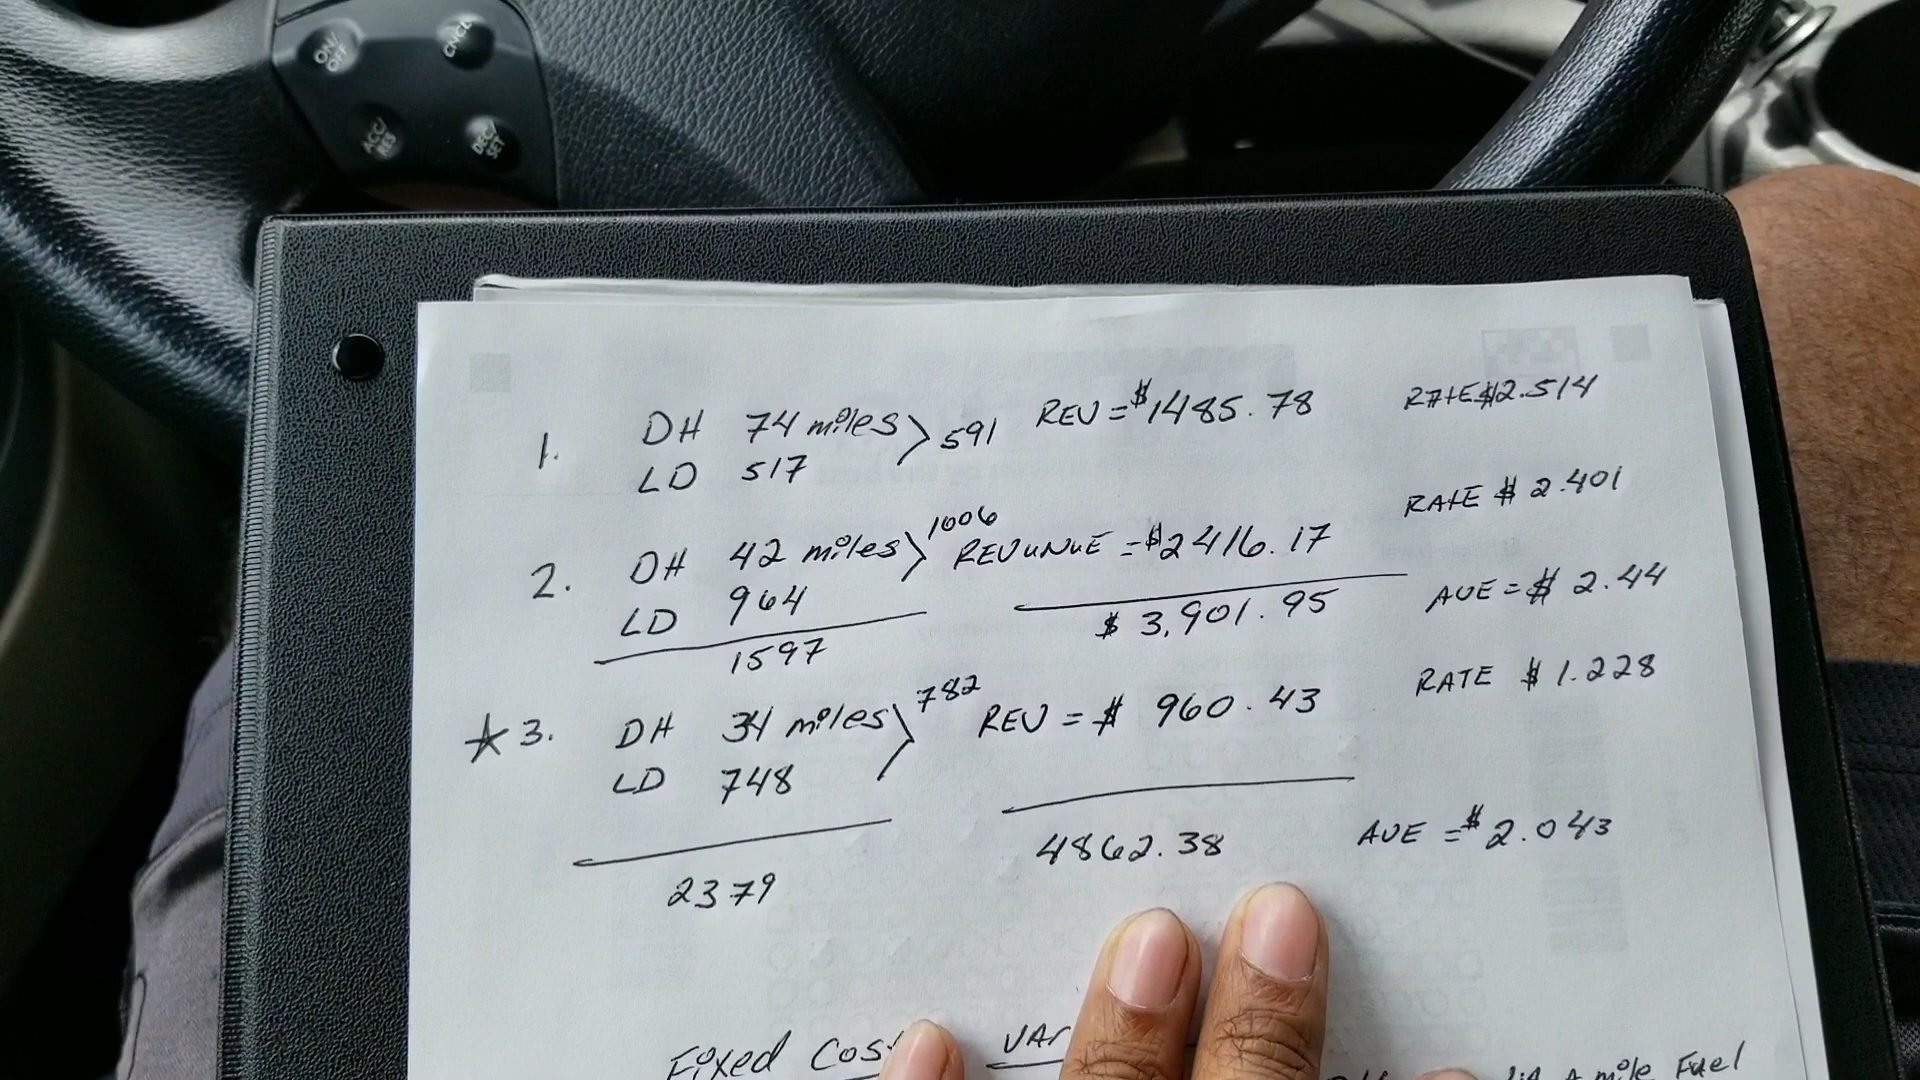 ON/OFF
CNCL
ACC/RES
DEC/SET
1. DH 74 miles > 591 REV = $1485.78 RATE $2.514
LD 517
2. DH 42 miles > 1006 REVUNUE = $2416.17 RATE $ 2.401
LD 964
1597 $ 3,901.95 AVE = $ 2.44
★ 3. DH 34 miles > 782 REV = $ 960.43 RATE $ 1.228
LD 748
2379 4862.38 AVE = $ 2.043
Fixed Cos VAR
A mile Fuel